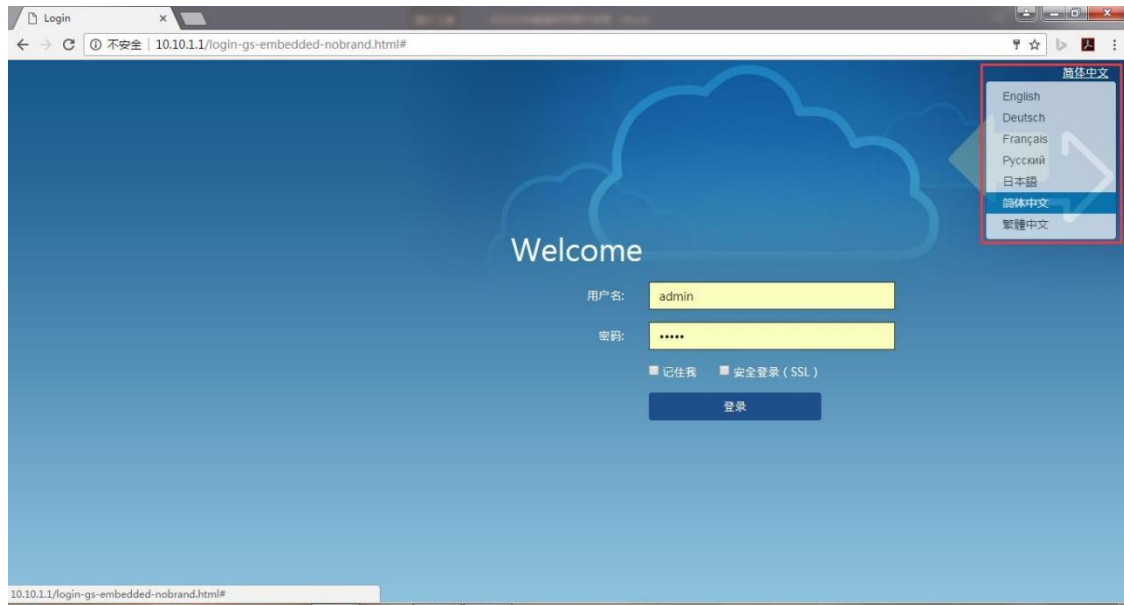 Login
不安全 | 10.10.1.1/login-gs-embedded-nobrand.html#
简体中文
English
Deutsch
Français
Русский
日本語
简体中文
繁體中文
Welcome
用户名: admin
密码: •••••
记住我 安全登录 ( SSL )
登录
10.10.1.1/login-gs-embedded-nobrand.html#